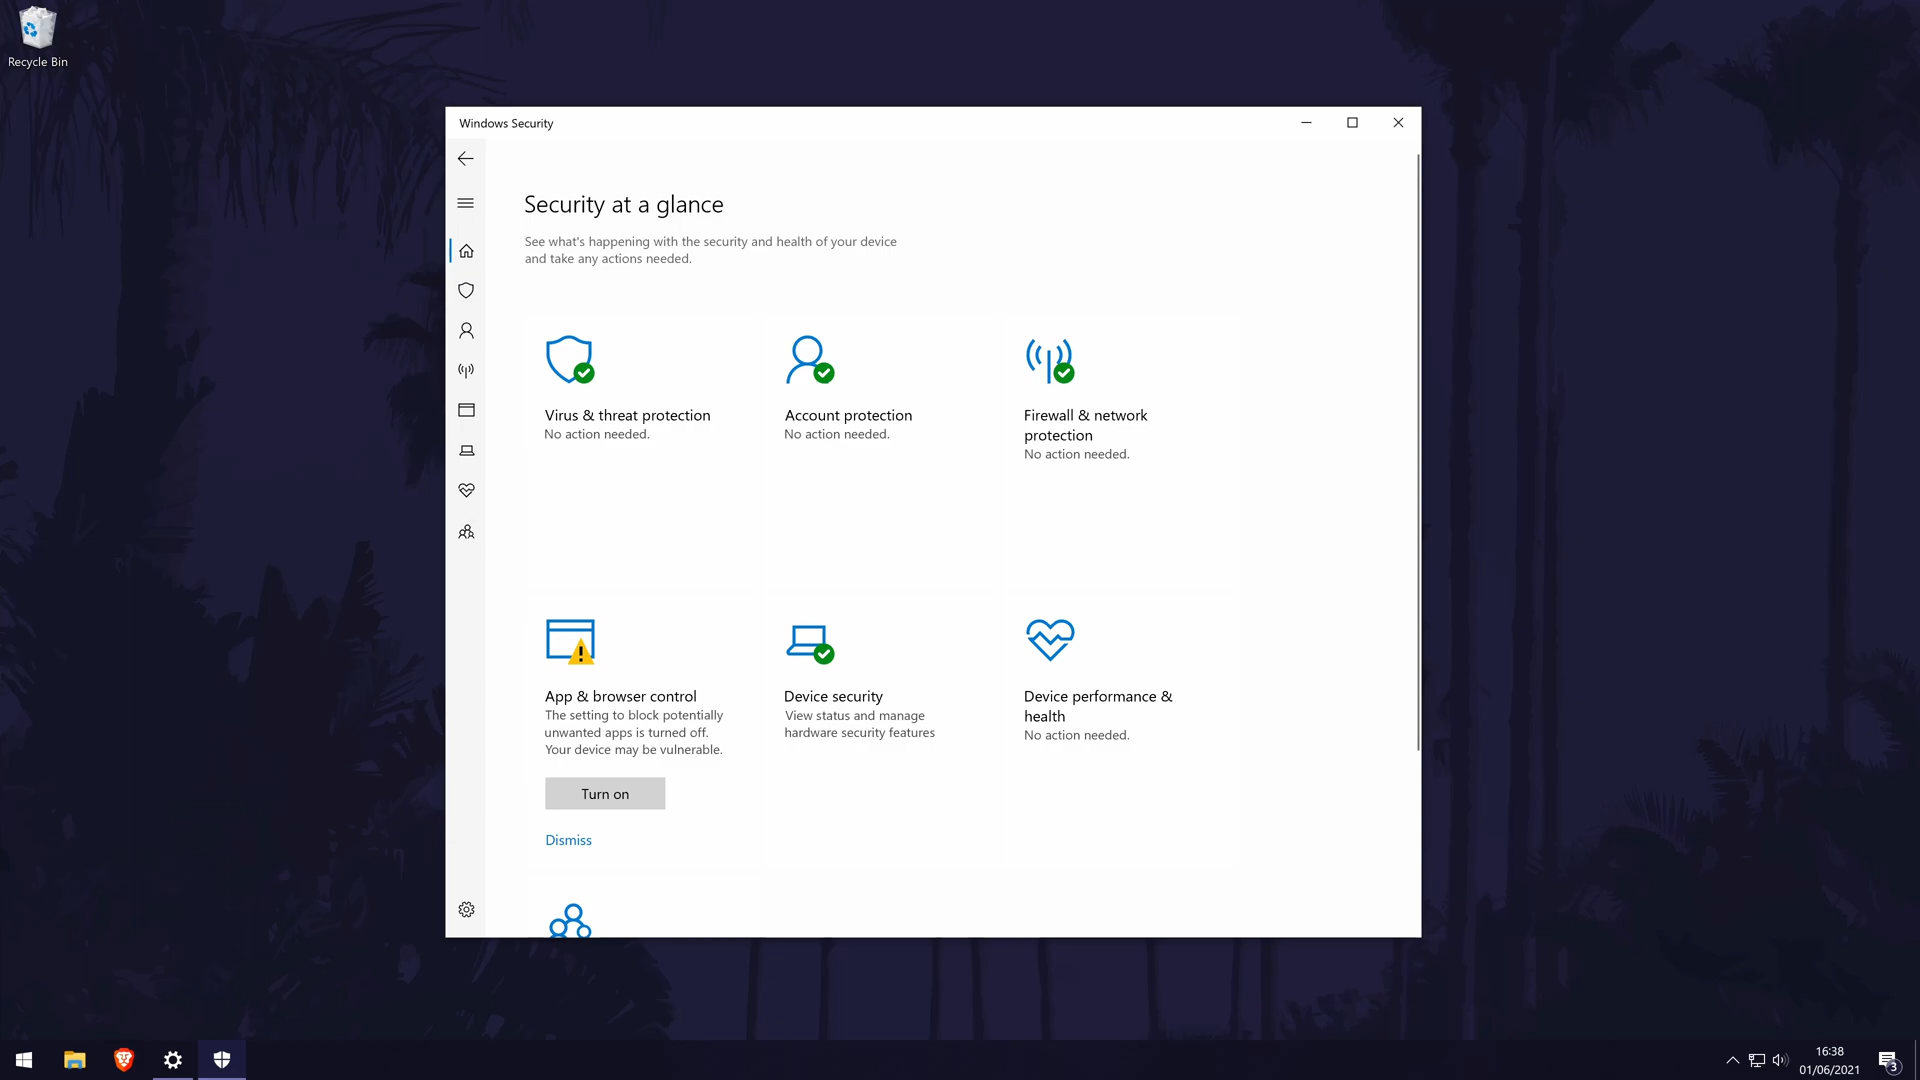 Recycle Bin
Windows Security
Security at a glance
See what's happening with the security and health of your device
and take any actions needed.
Virus & threat protection
No action needed.
Account protection
No action needed.
Firewall & network
protection
No action needed.
App & browser control
The setting to block potentially
unwanted apps is turned off.
Your device may be vulnerable.
Turn on
Dismiss
Device security
View status and manage
hardware security features
Device performance &
health
No action needed.
16:38
01/06/2021
3